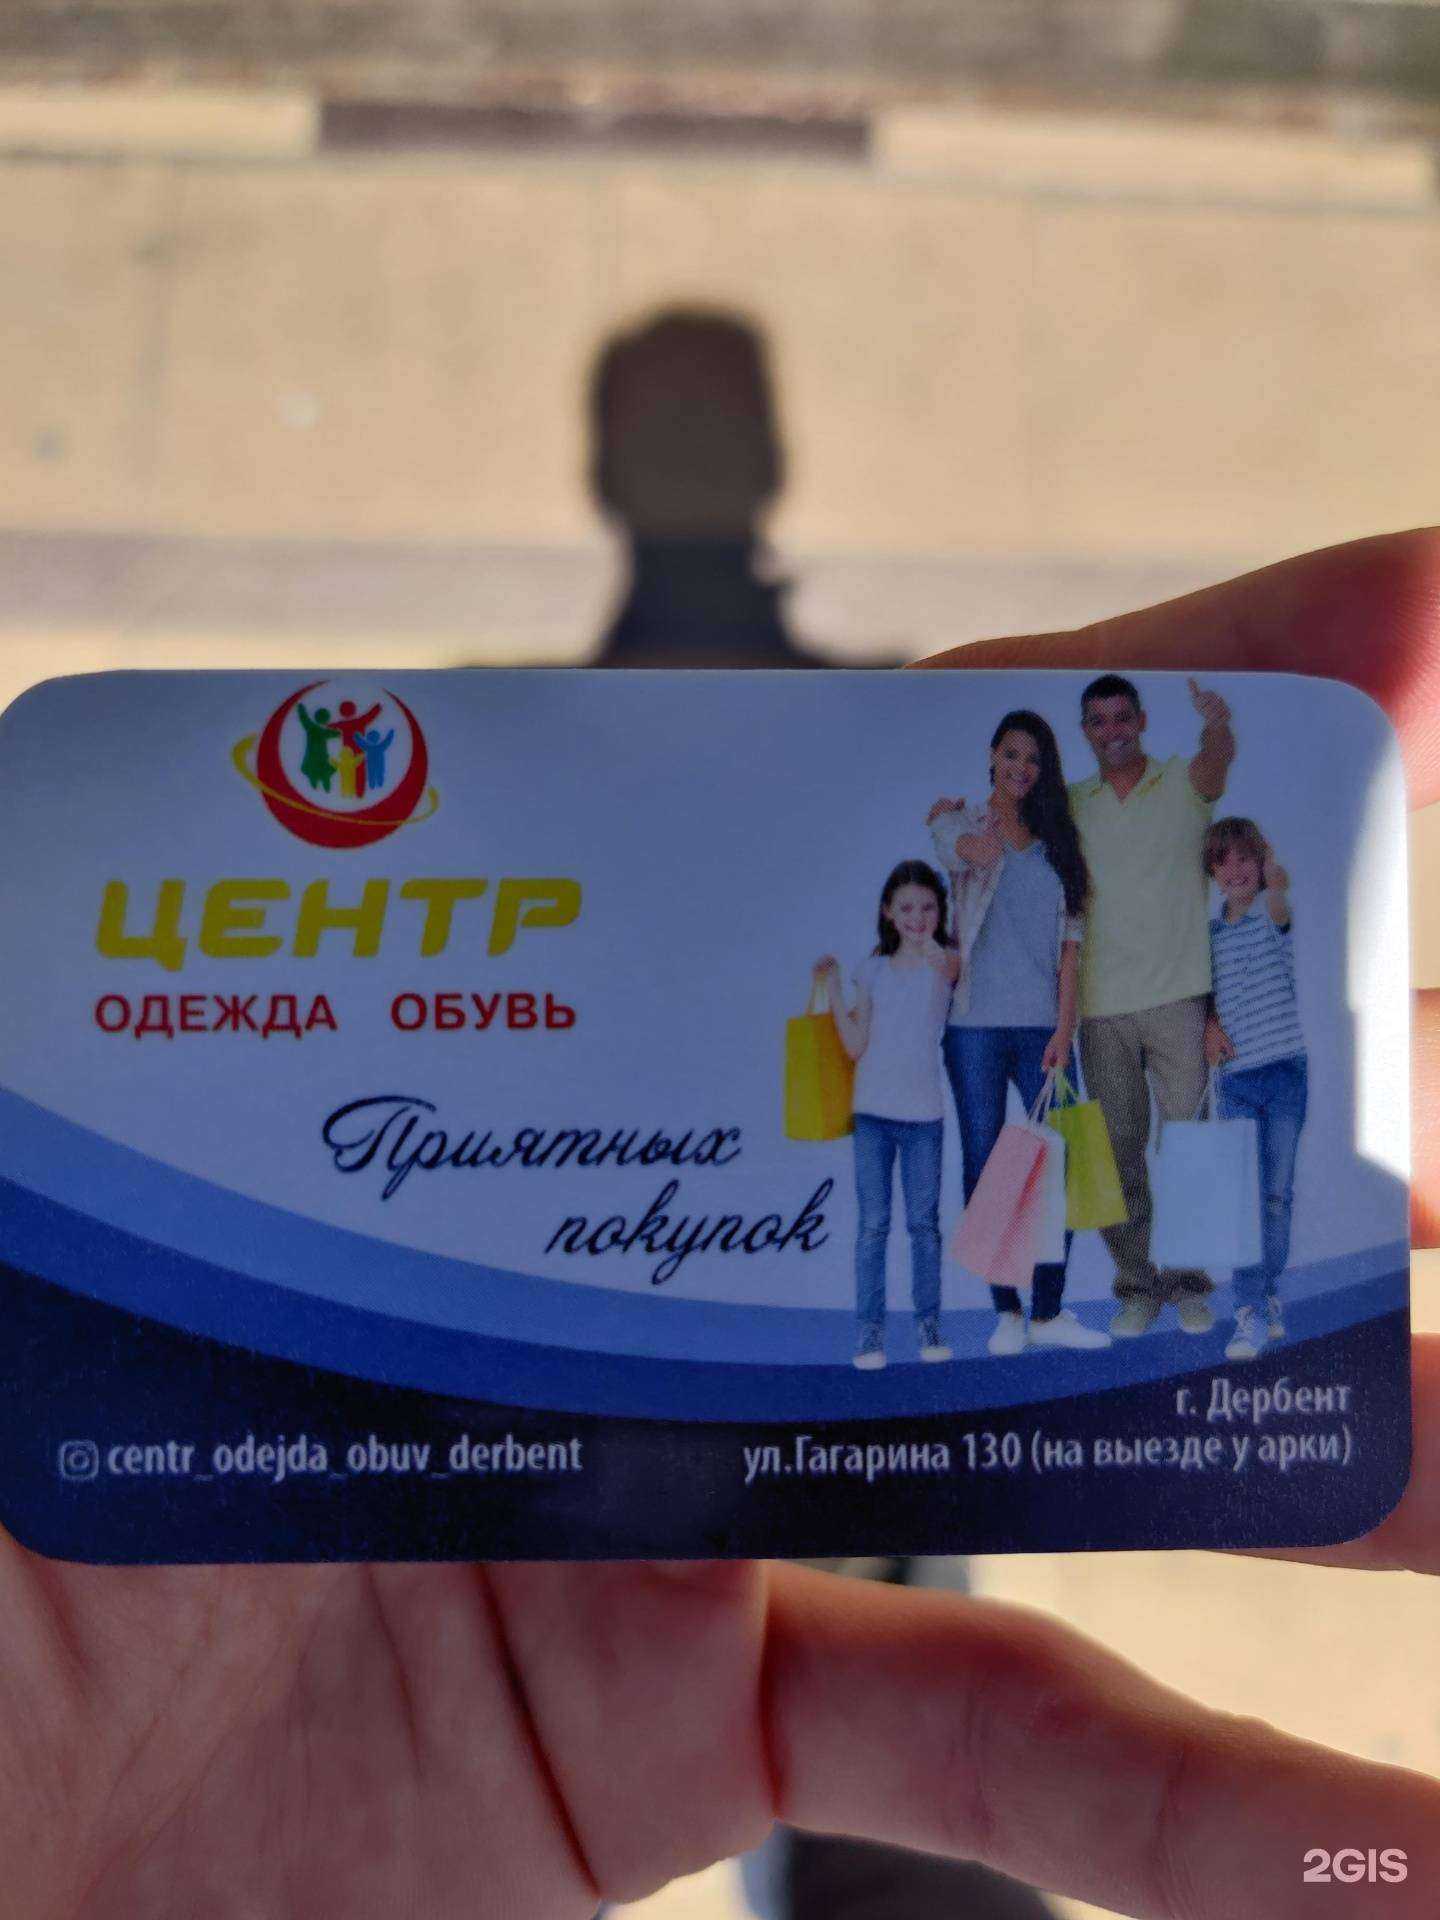 ЦЕНТР
ОДЕЖДА ОБУВЬ
Приятных
покупок
г. Дербент
centr_odejda_obuv_derbent
ул.Гагарина 130 (на выезде у арки)
2GIS